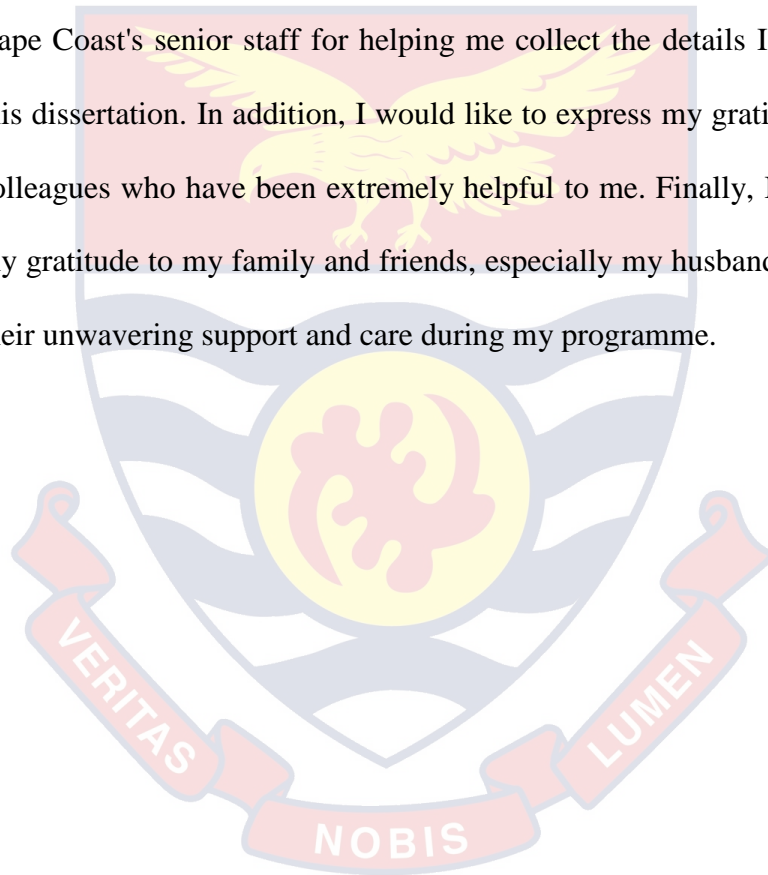 ape Coast's senior staff for helping me collect the details I
is dissertation. In addition, I would like to express my grati
olleagues who have been extremely helpful to me. Finally, I
y gratitude to my family and friends, especially my husband
eir unwavering support and care during my programme.
VERITAS
NOBIS
LUMEN